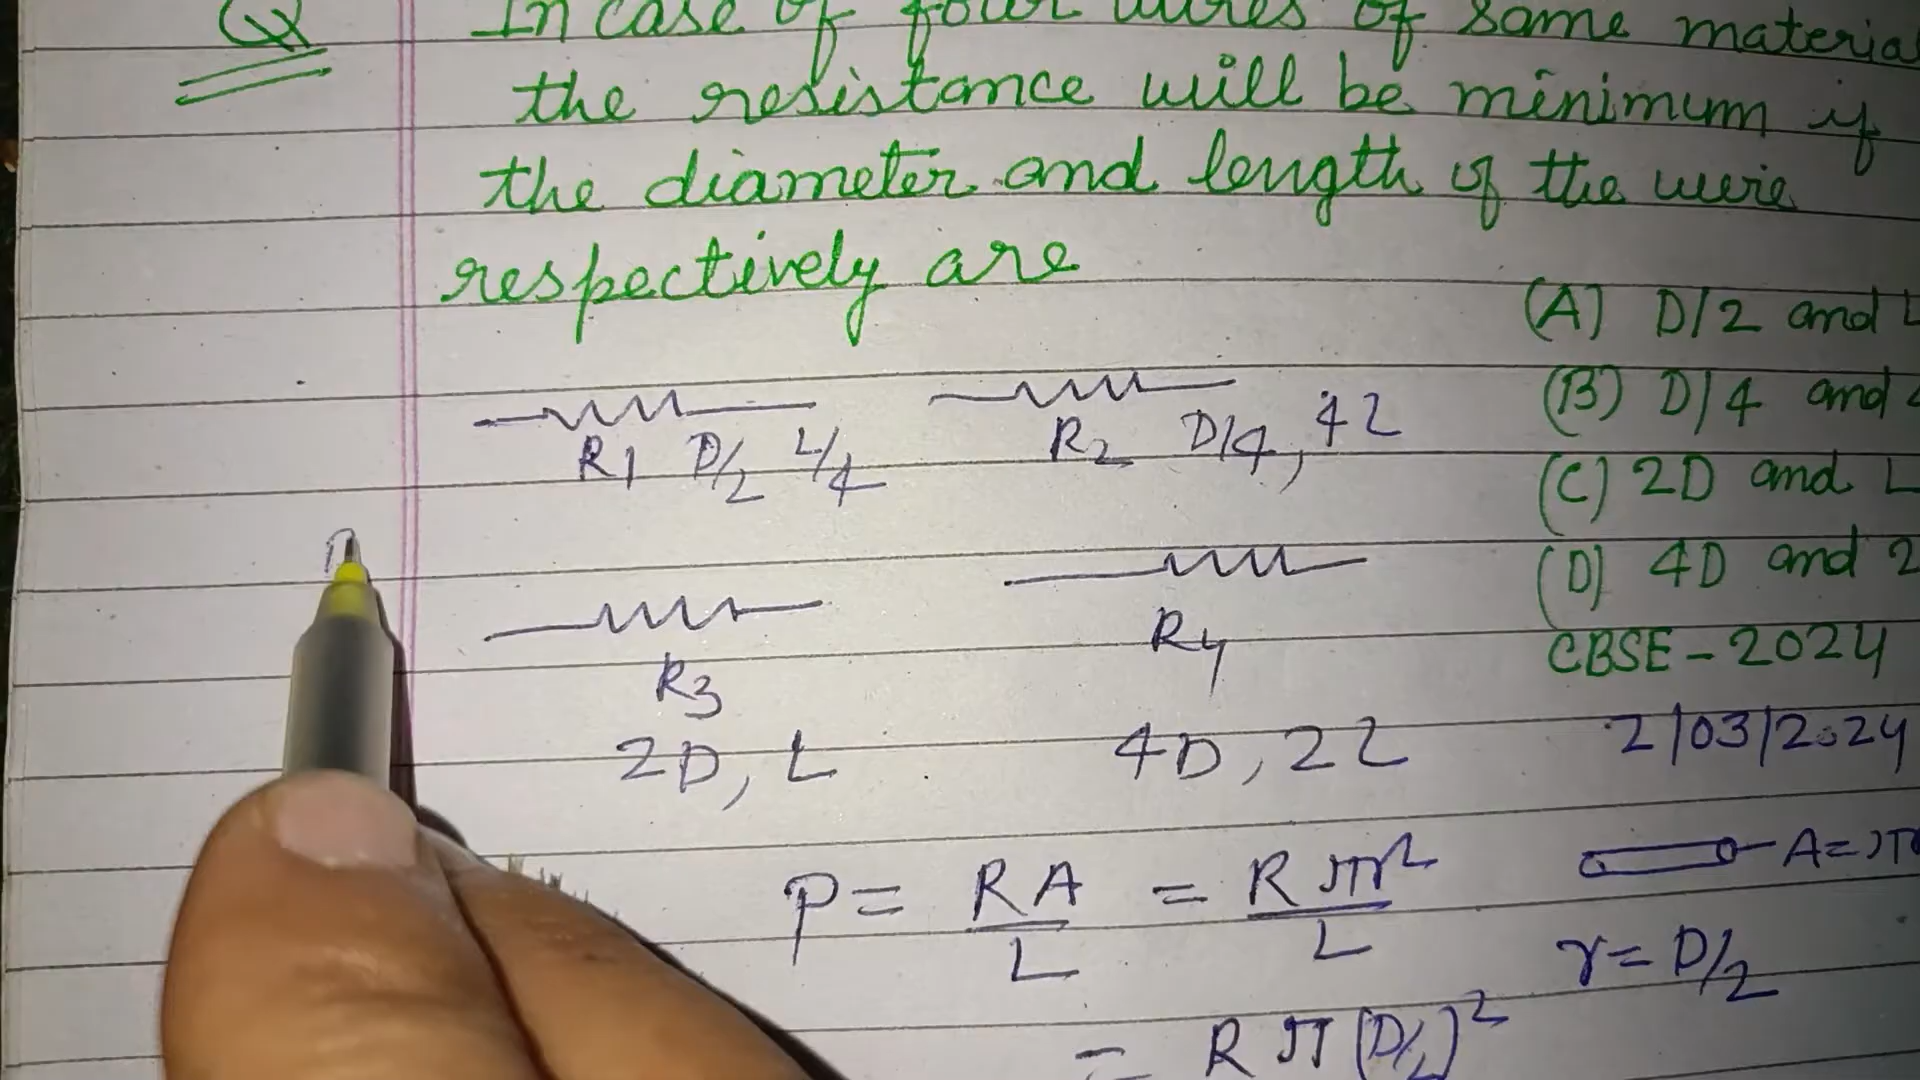 Q In case of four wires of same material
the resistance will be minimum if
the diameter and length of the wire
respectively are
(A) D/2 and L
(B) D/4 and 4
(C) 2D and L
(D) 4D and 2
CBSE - 2024
2/03/2024
R1 D/2 L/4
R2 D/4, 4L
R3
2D, L
R4
4D, 2L
ρ = RA/L = Rπr²/L
A = π
r = D/2
= Rπ(D/2)²